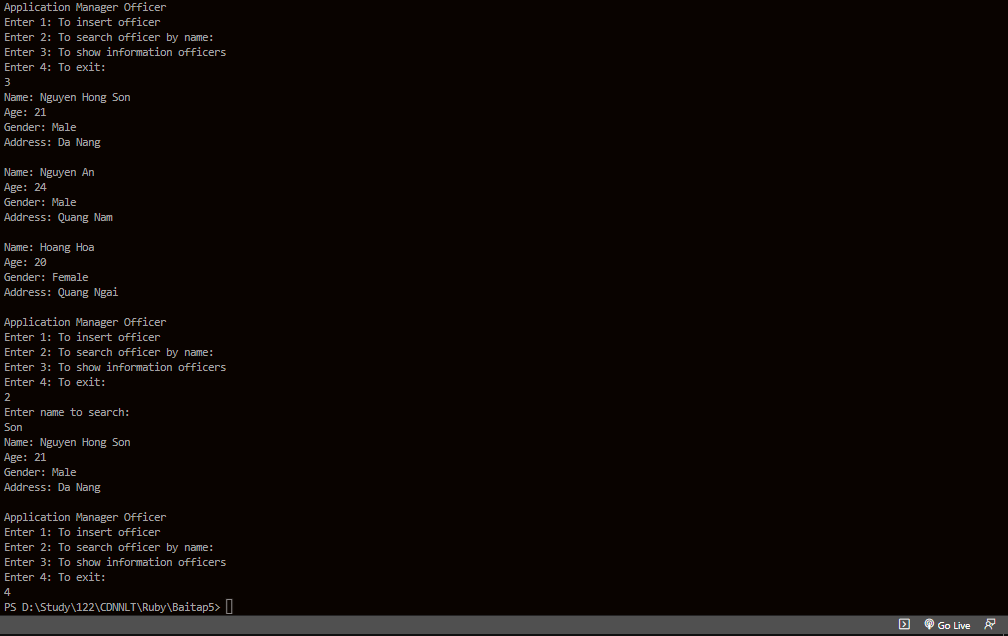 Application Manager Officer
Enter 1: To insert officer
Enter 2: To search officer by name:
Enter 3: To show information officers
Enter 4: To exit:
3
Name: Nguyen Hong Son
Age: 21
Gender: Male
Address: Da Nang
Name: Nguyen An
Age: 24
Gender: Male
Address: Quang Nam
Name: Hoang Hoa
Age: 20
Gender: Female
Address: Quang Ngai
Application Manager Officer
Enter 1: To insert officer
Enter 2: To search officer by name:
Enter 3: To show information officers
Enter 4: To exit:
2
Enter name to search:
Son
Name: Nguyen Hong Son
Age: 21
Gender: Male
Address: Da Nang
Application Manager Officer
Enter 1: To insert officer
Enter 2: To search officer by name:
Enter 3: To show information officers
Enter 4: To exit:
4
PS D:\Study\122\CDNNLT\Ruby\Baitap5>
Go Live